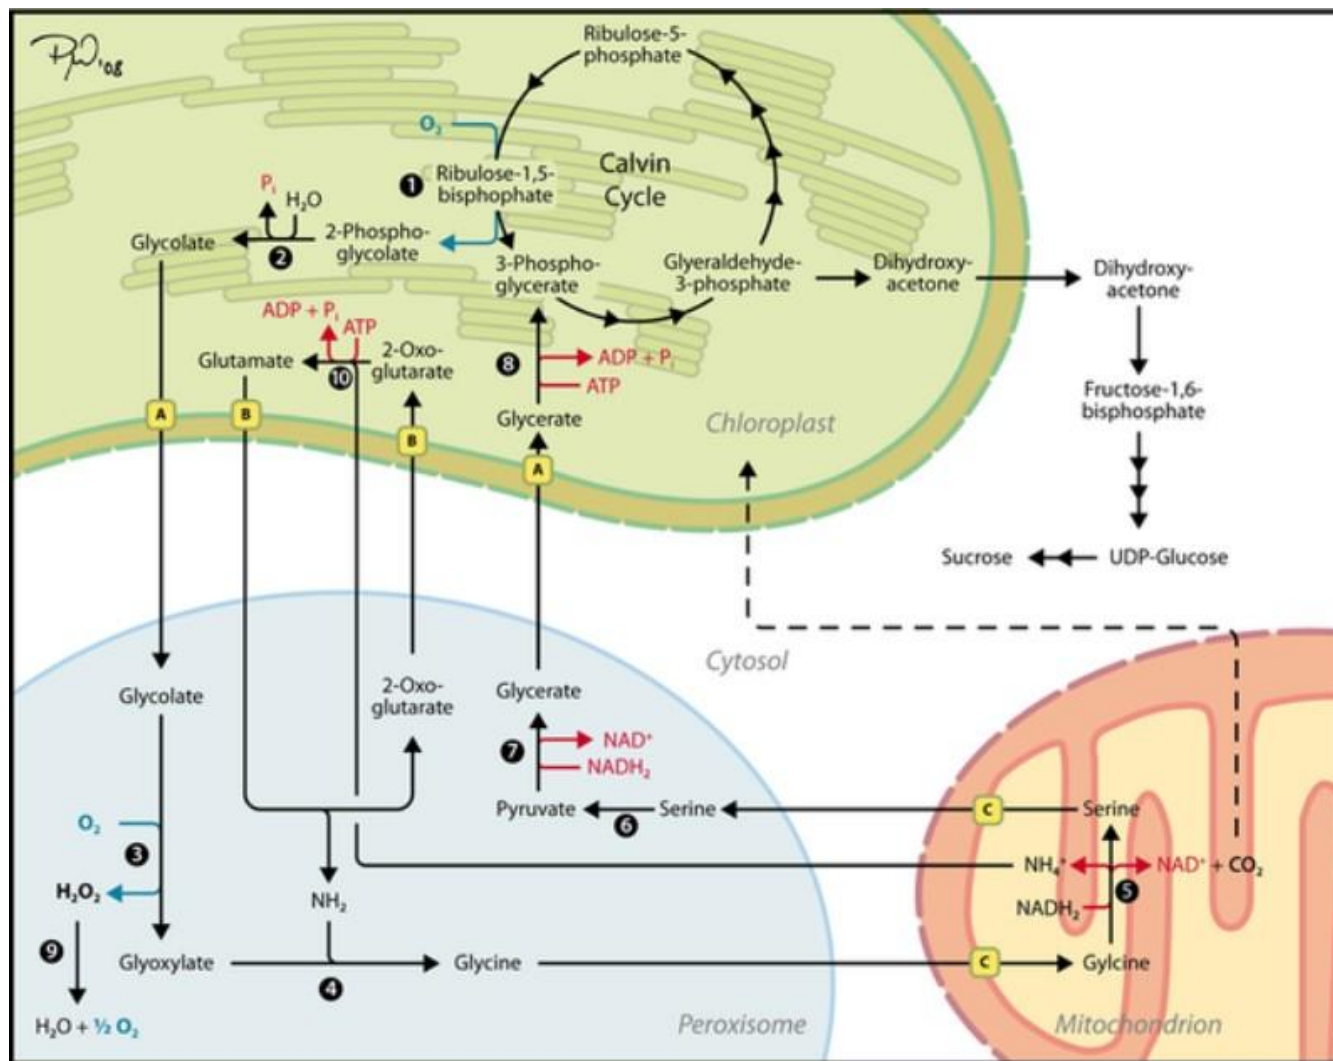 Ribulose-5-
phosphate
O₂
Calvin
Cycle
1
Ribulose-1,5-
bisphophate
Pᵢ
H₂O
Glycolate
2
2-Phospho-
glycolate
3-Phospho-
glycerate
Glyeraldehyde-
3-phosphate
Dihydroxy-
acetone
Dihydroxy-
acetone
ADP + Pᵢ
ATP
Glutamate
10
2-Oxo-
glutarate
8
ADP + Pᵢ
ATP
Glycerate
Fructose-1,6-
bisphosphate
Chloroplast
A
B
B
A
Sucrose
UDP-Glucose
Cytosol
Glycolate
2-Oxo-
glutarate
Glycerate
7
NAD⁺
NADH₂
Pyruvate
6
Serine
C
Serine
O₂
3
H₂O₂
NH₂
NH₄⁺
NAD⁺ + CO₂
NADH₂
5
9
Glyoxylate
4
Glycine
C
Gylcine
H₂O + ½ O₂
Peroxisome
Mitochondrion